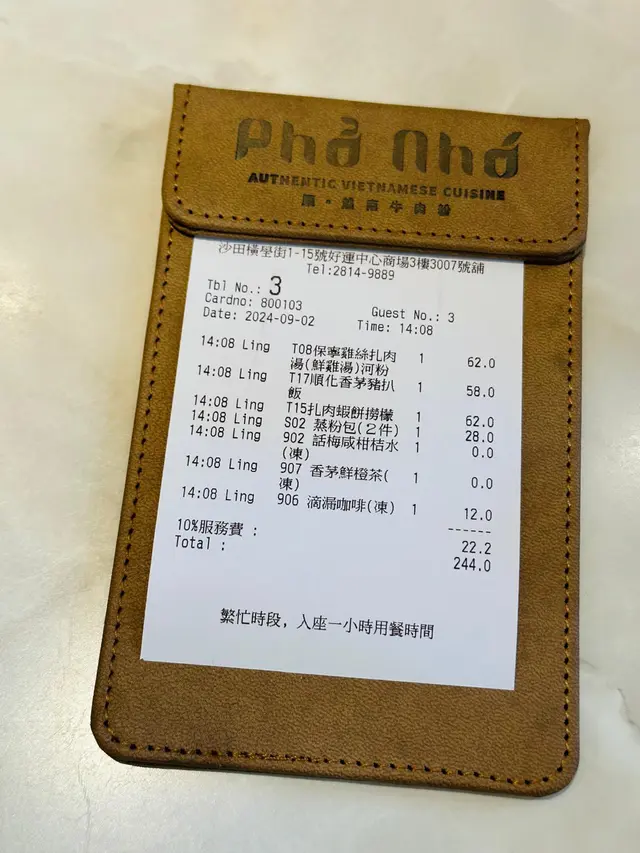 Phở Nhớ
AUTHENTIC VIETNAMESE CUISINE
牛肉粉
沙田橫壆街1-15號好運中心商場3樓3007號舖
Tel:2814-9889
Tbl No.: 3
Cardno: 800103 Guest No.: 3
Date: 2024-09-02 Time: 14:08
14:08 Ling T08保寧雞絲扎肉 1 62.0
湯(鮮雞湯)河粉
14:08 Ling T17順化香茅豬扒 1 58.0
飯
14:08 Ling T15扎肉蝦餅撈檬 1 62.0
14:08 Ling S02 蒸粉包(2件) 1 28.0
14:08 Ling 902 話梅咸柑桔水 1 0.0
(凍)
14:08 Ling 907 香茅鮮橙茶( 1 0.0
凍)
14:08 Ling 906 滴漏咖啡(凍) 1 12.0
------
10%服務費 : 22.2
Total : 244.0
繁忙時段，入座一小時用餐時間